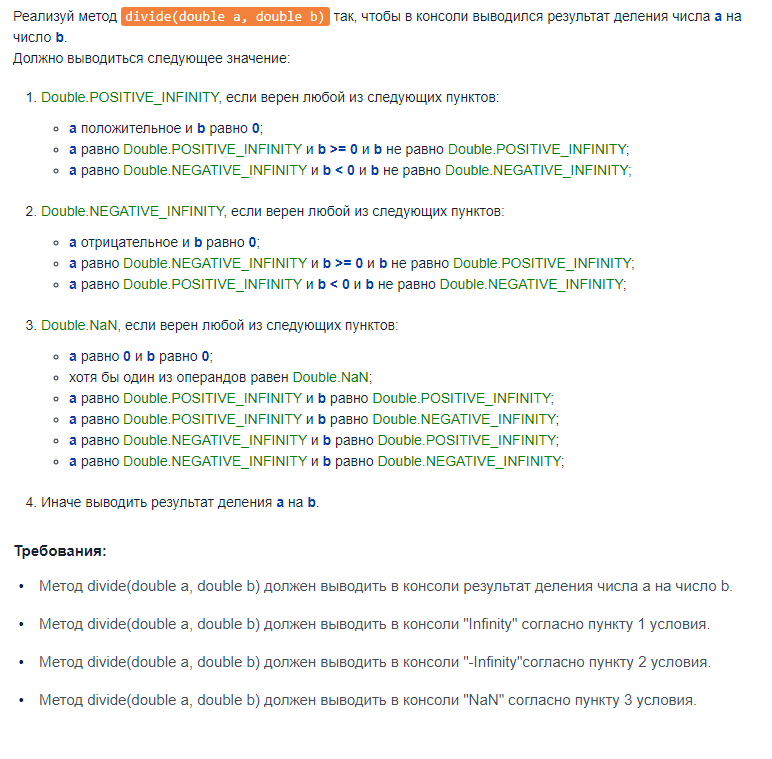 Реализуй метод divide(double a, double b) так, чтобы в консоли выводился результат деления числа a на
число b.
Должно выводиться следующее значение:
1. Double.POSITIVE_INFINITY, если верен любой из следующих пунктов:
◦ a положительное и b равно 0;
◦ a равно Double.POSITIVE_INFINITY и b >= 0 и b не равно Double.POSITIVE_INFINITY;
◦ a равно Double.NEGATIVE_INFINITY и b < 0 и b не равно Double.NEGATIVE_INFINITY;
2. Double.NEGATIVE_INFINITY, если верен любой из следующих пунктов:
◦ a отрицательное и b равно 0;
◦ a равно Double.NEGATIVE_INFINITY и b >= 0 и b не равно Double.POSITIVE_INFINITY;
◦ a равно Double.POSITIVE_INFINITY и b < 0 и b не равно Double.NEGATIVE_INFINITY;
3. Double.NaN, если верен любой из следующих пунктов:
◦ a равно 0 и b равно 0;
◦ хотя бы один из операндов равен Double.NaN;
◦ a равно Double.POSITIVE_INFINITY и b равно Double.POSITIVE_INFINITY;
◦ a равно Double.POSITIVE_INFINITY и b равно Double.NEGATIVE_INFINITY;
◦ a равно Double.NEGATIVE_INFINITY и b равно Double.POSITIVE_INFINITY;
◦ a равно Double.NEGATIVE_INFINITY и b равно Double.NEGATIVE_INFINITY;
4. Иначе выводить результат деления a на b.
Требования:
• Метод divide(double a, double b) должен выводить в консоли результат деления числа a на число b.
• Метод divide(double a, double b) должен выводить в консоли "Infinity" согласно пункту 1 условия.
• Метод divide(double a, double b) должен выводить в консоли "-Infinity"согласно пункту 2 условия.
• Метод divide(double a, double b) должен выводить в консоли "NaN" согласно пункту 3 условия.